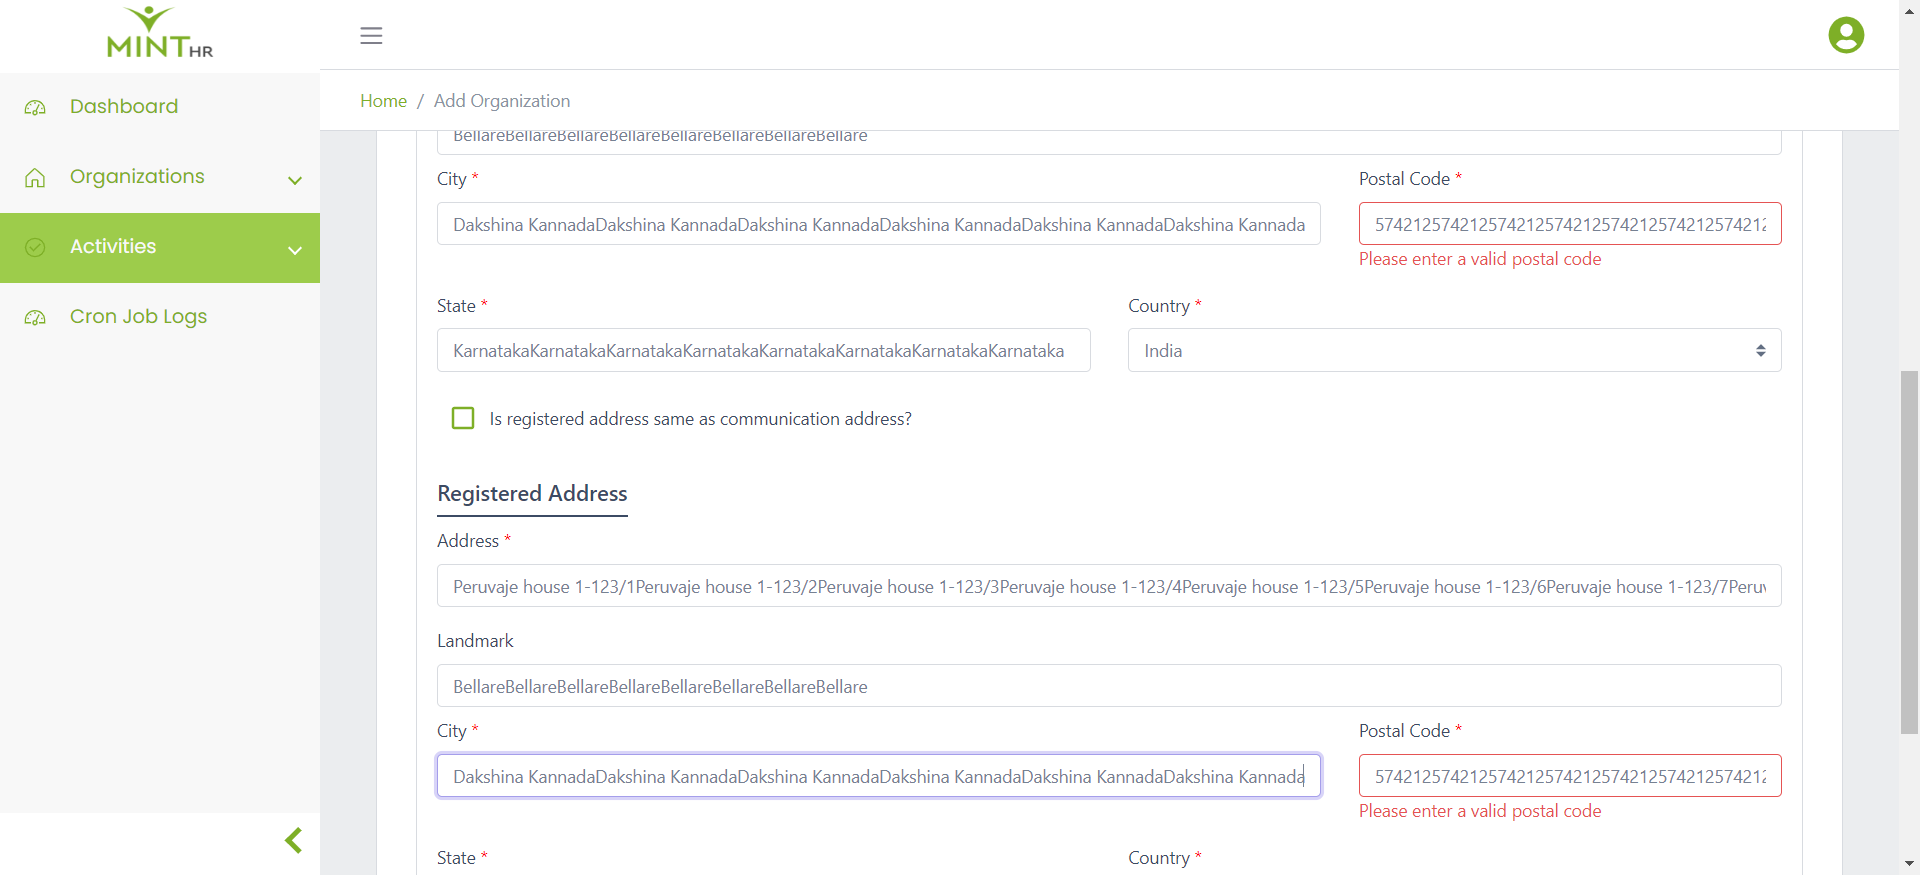 MINT HR
Dashboard
Organizations
Activities
Cron Job Logs
Home / Add Organization
BellareBellareBellareBellareBellareBellareBellareBellare
City *
Postal Code *
Dakshina KannadaDakshina KannadaDakshina KannadaDakshina KannadaDakshina KannadaDakshina Kannada
574212574212574212574212574212574212574212
Please enter a valid postal code
State *
Country *
KarnatakaKarnatakaKarnatakaKarnatakaKarnatakaKarnatakaKarnatakaKarnataka
India
Is registered address same as communication address?
Registered Address
Address *
Peruvaje house 1-123/1Peruvaje house 1-123/2Peruvaje house 1-123/3Peruvaje house 1-123/4Peruvaje house 1-123/5Peruvaje house 1-123/6Peruvaje house 1-123/7Peruv
Landmark
BellareBellareBellareBellareBellareBellareBellareBellare
City *
Postal Code *
Dakshina KannadaDakshina KannadaDakshina KannadaDakshina KannadaDakshina KannadaDakshina Kannada
574212574212574212574212574212574212574212
Please enter a valid postal code
State *
Country *